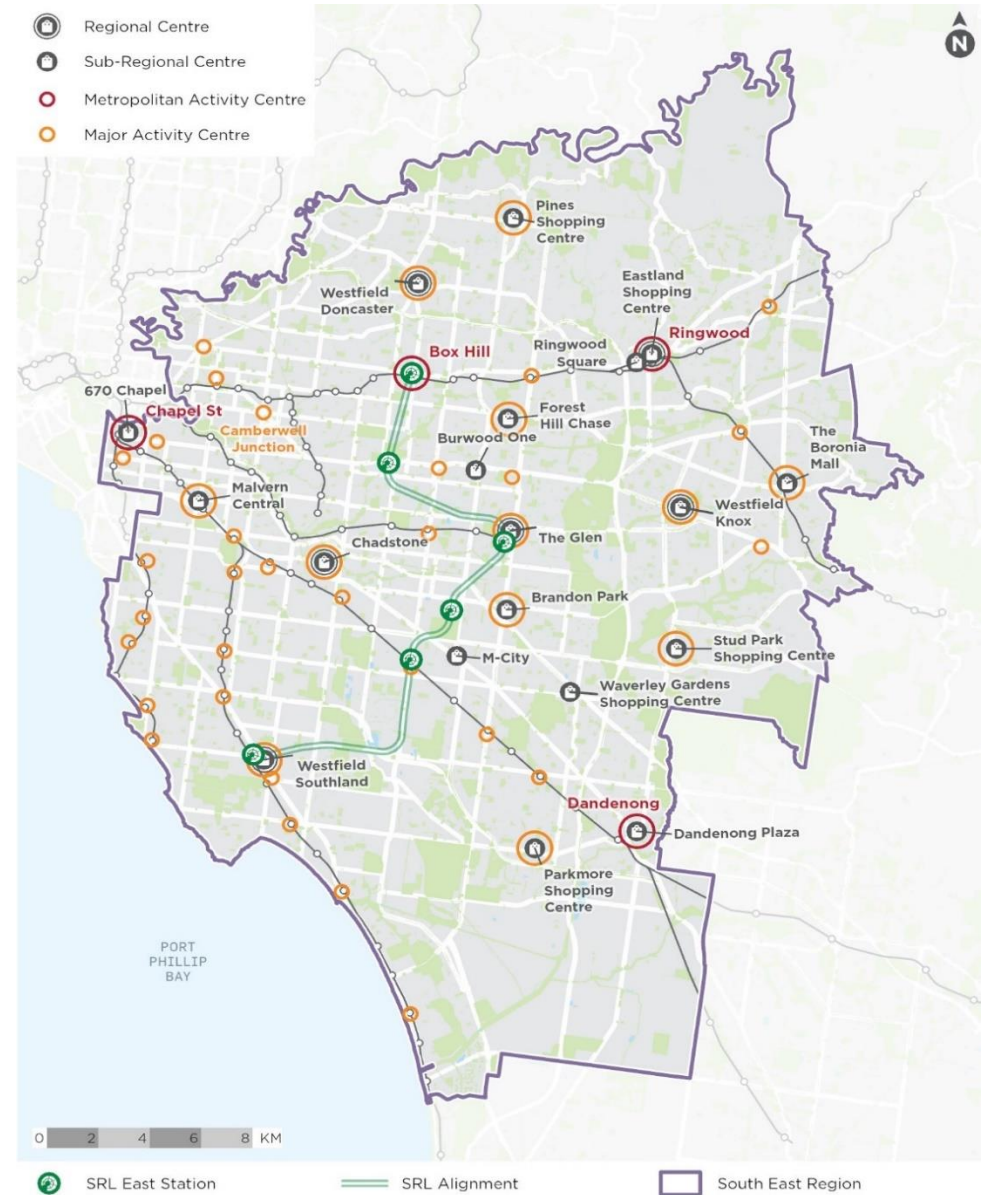 Regional Centre
Sub-Regional Centre
Metropolitan Activity Centre
Major Activity Centre
N
Pines
Shopping
Centre
Westfield
Doncaster
Eastland
Shopping
Centre
Ringwood
Ringwood
Square
Box Hill
670 Chapel
Chapel St
Camberwell
Junction
Forest
Hill Chase
Burwood One
The
Boronia
Mall
Malvern
Central
Westfield
Knox
Chadstone
The Glen
Brandon Park
Stud Park
Shopping Centre
M-City
Waverley Gardens
Shopping Centre
Westfield
Southland
Dandenong
Dandenong Plaza
Parkmore
Shopping
Centre
PORT
PHILLIP
BAY
0 2 4 6 8 KM
SRL East Station
SRL Alignment
South East Region